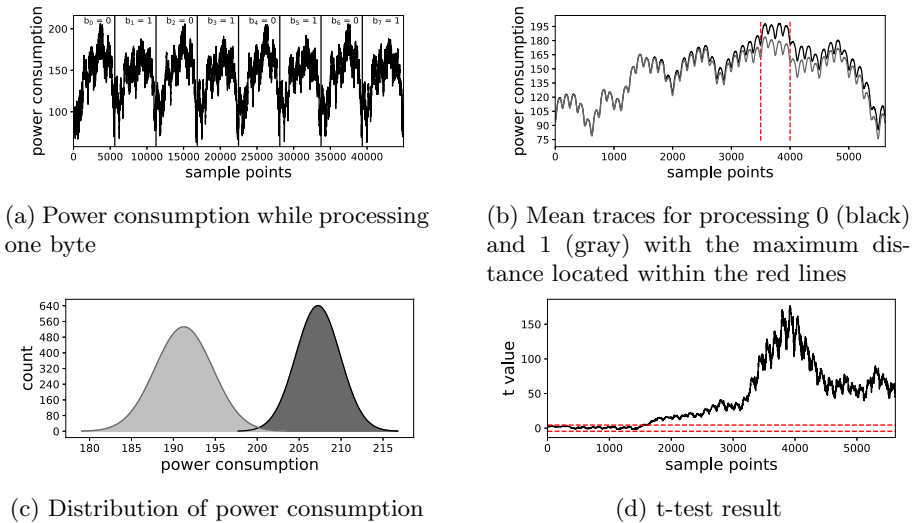 b₀ = 0 b₁ = 1 b₂ = 0 b₃ = 1 b₄ = 0 b₅ = 1 b₆ = 0 b₇ = 1
200
150
100
power consumption
0 5000 10000 15000 20000 25000 30000 35000 40000
sample points
(a) Power consumption while processing
one byte
195
180
165
150
135
120
105
90
75
power consumption
0 1000 2000 3000 4000 5000
sample points
(b) Mean traces for processing 0 (black)
and 1 (gray) with the maximum dis-
tance located within the red lines
640
560
480
400
320
240
160
80
0
count
180 185 190 195 200 205 210 215
power consumption
(c) Distribution of power consumption
150
100
50
0
t value
0 1000 2000 3000 4000 5000
sample points
(d) t-test result